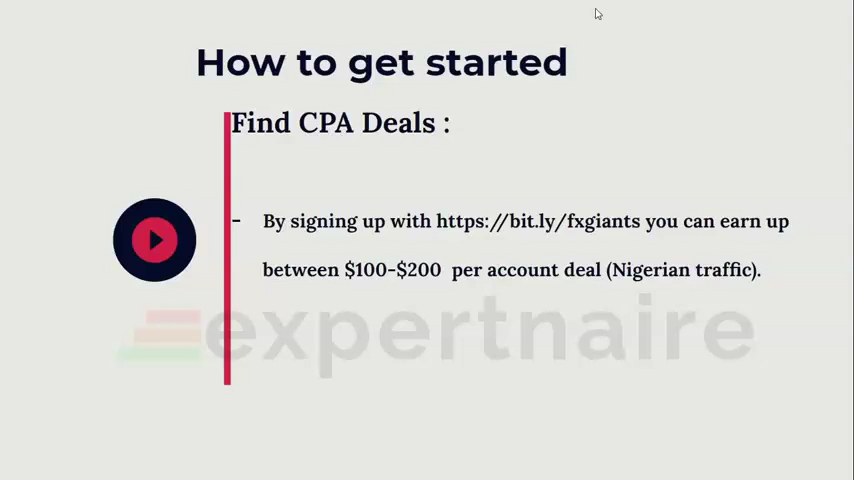 How to get started
Find CPA Deals :
- By signing up with https://bit.ly/fxgiants you can earn up
between $100-$200 per account deal (Nigerian traffic).
expertnaire